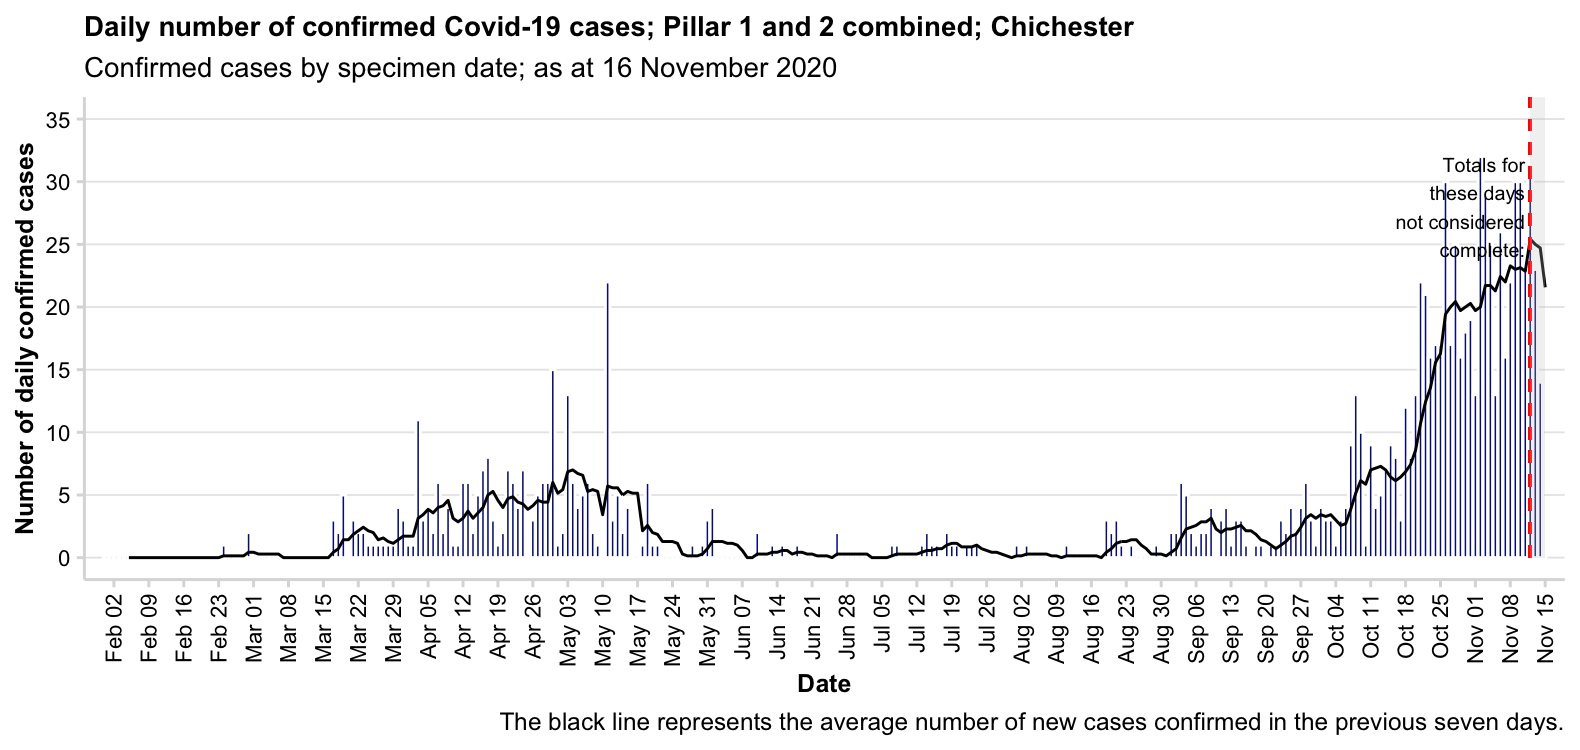 Daily number of confirmed Covid-19 cases; Pillar 1 and 2 combined; Chichester
Confirmed cases by specimen date; as at 16 November 2020
Number of daily confirmed cases
35
30
25
20
15
10
5
0
Totals for
these days
not considered
complete.
Feb 02
Feb 09
Feb 16
Feb 23
Mar 01
Mar 08
Mar 15
Mar 22
Mar 29
Apr 05
Apr 12
Apr 19
Apr 26
May 03
May 10
May 17
May 24
May 31
Jun 07
Jun 14
Jun 21
Jun 28
Jul 05
Jul 12
Jul 19
Jul 26
Aug 02
Aug 09
Aug 16
Aug 23
Aug 30
Sep 06
Sep 13
Sep 20
Sep 27
Oct 04
Oct 11
Oct 18
Oct 25
Nov 01
Nov 08
Nov 15
Date
The black line represents the average number of new cases confirmed in the previous seven days.